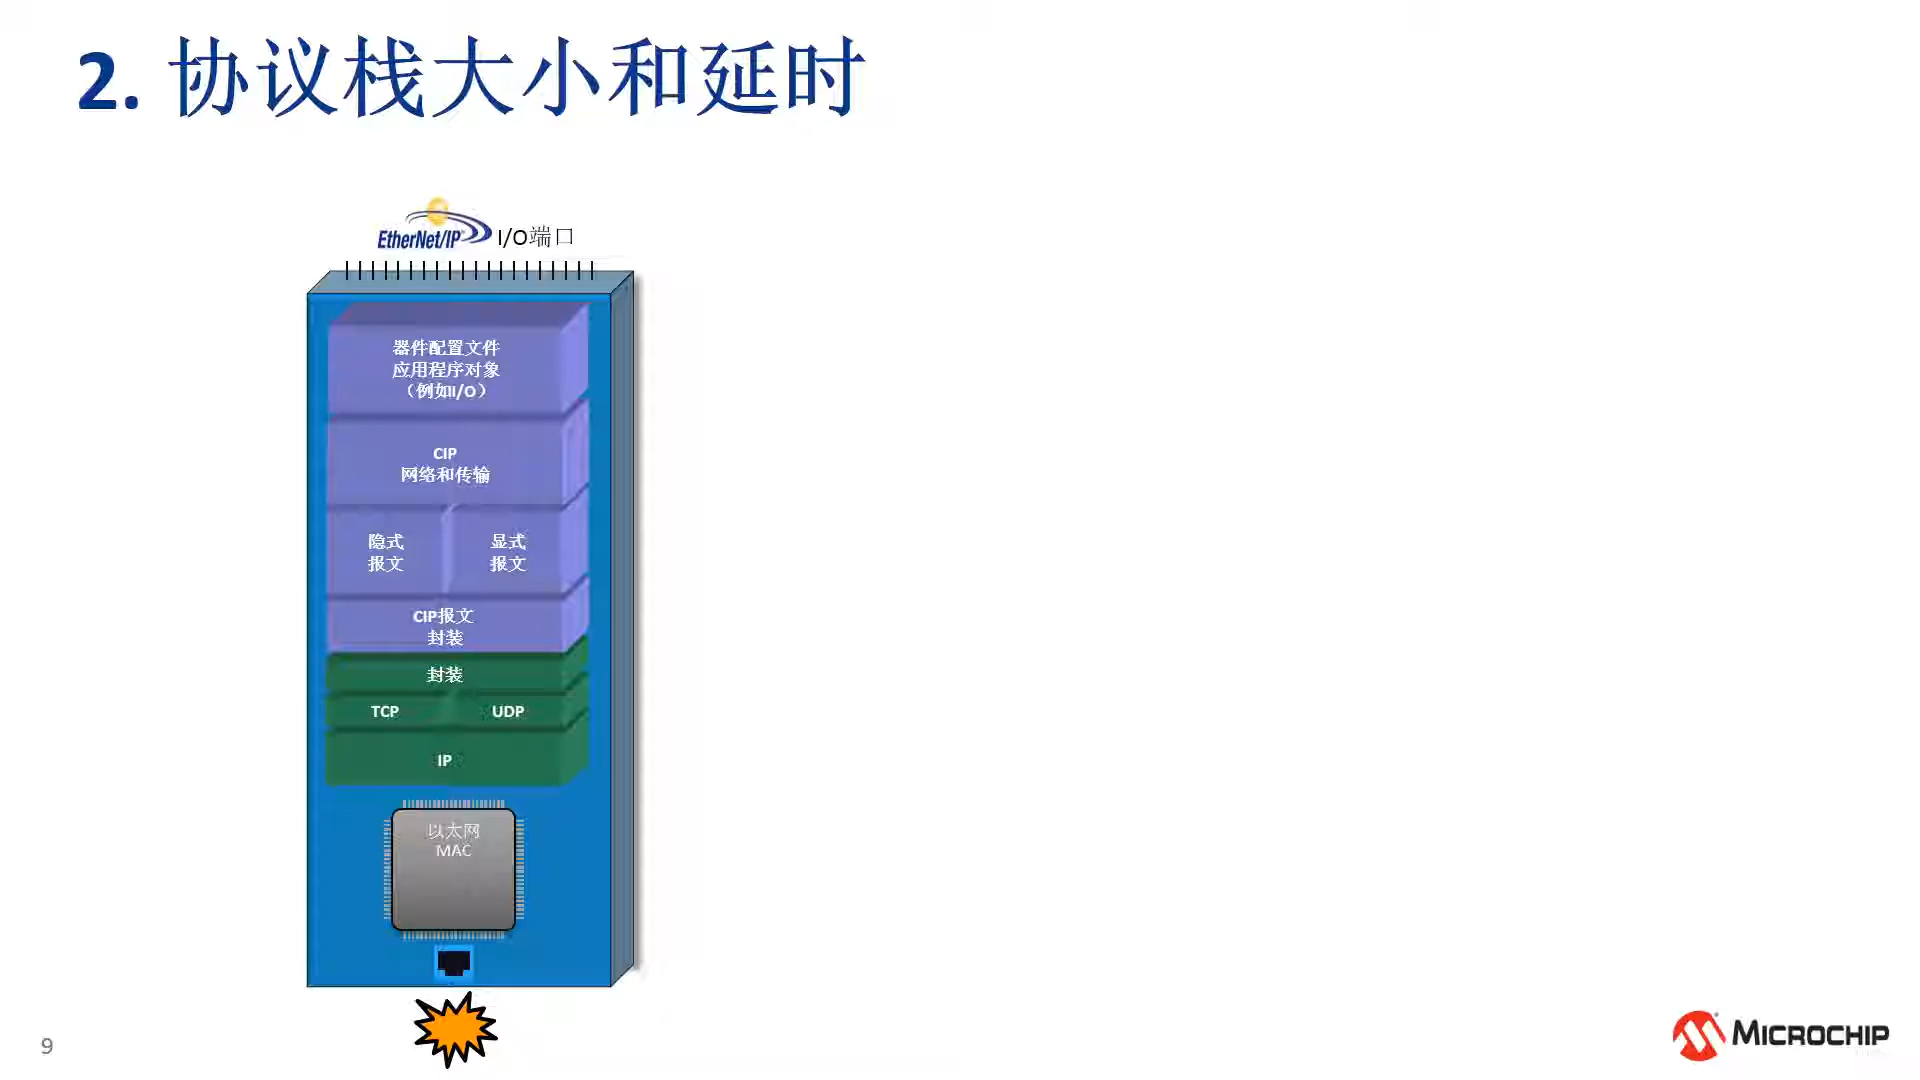 2. 协议栈大小和延时
EtherNet/IP I/O端口
器件配置文件
应用程序对象
（例如I/O）
CIP
网络和传输
隐式
报文
显式
报文
CIP报文
封装
封装
TCP
UDP
IP
以太网
MAC
9
MICROCHIP